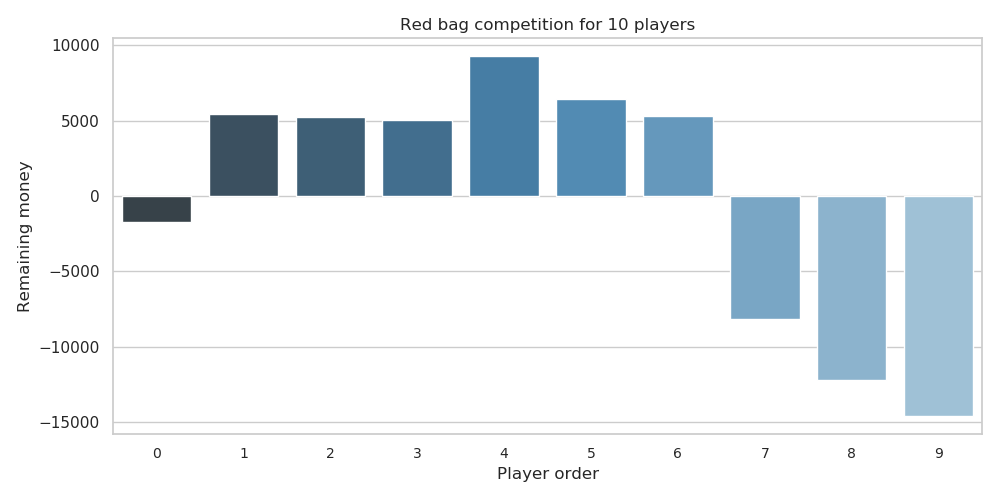 Red bag competition for 10 players
10000
5000
0
−5000
−10000
−15000
Remaining money
0 1 2 3 4 5 6 7 8 9
Player order